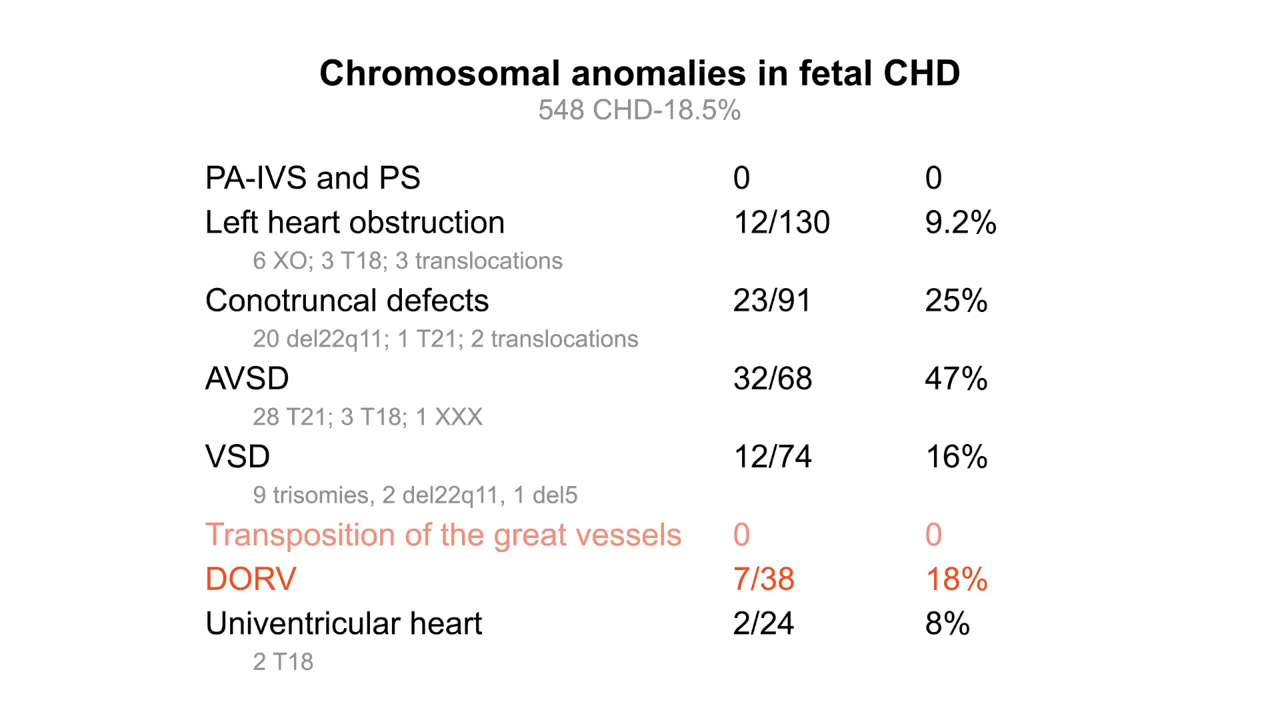 Chromosomal anomalies in fetal CHD
548 CHD-18.5%
PA-IVS and PS 0 0
Left heart obstruction 12/130 9.2%
6 XO; 3 T18; 3 translocations
Conotruncal defects 23/91 25%
20 del22q11; 1 T21; 2 translocations
AVSD 32/68 47%
28 T21; 3 T18; 1 XXX
VSD 12/74 16%
9 trisomies, 2 del22q11, 1 del5
Transposition of the great vessels 0 0
DORV 7/38 18%
Univentricular heart 2/24 8%
2 T18